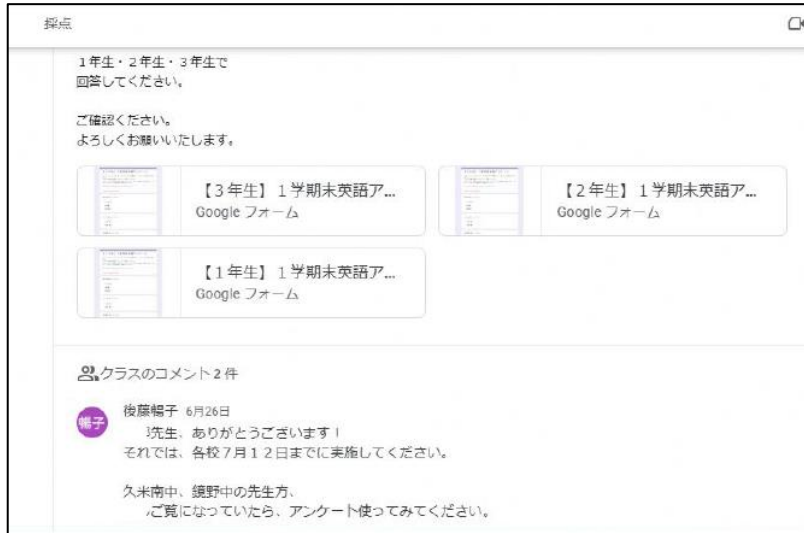 採点
1年生・2年生・3年生で
回答してください。
ご確認ください。
よろしくお願いいたします。
【3年生】1学期末英語ア...
Google フォーム
【2年生】1学期末英語ア...
Google フォーム
【1年生】1学期末英語ア...
Google フォーム
クラスのコメント2件
暢子
後藤暢子 6月26日
先生、ありがとうございます!
それでは、各校7月12日までに実施してください。
久米南中、鏡野中の先生方、
ご覧になっていたら、アンケート使ってみてください。